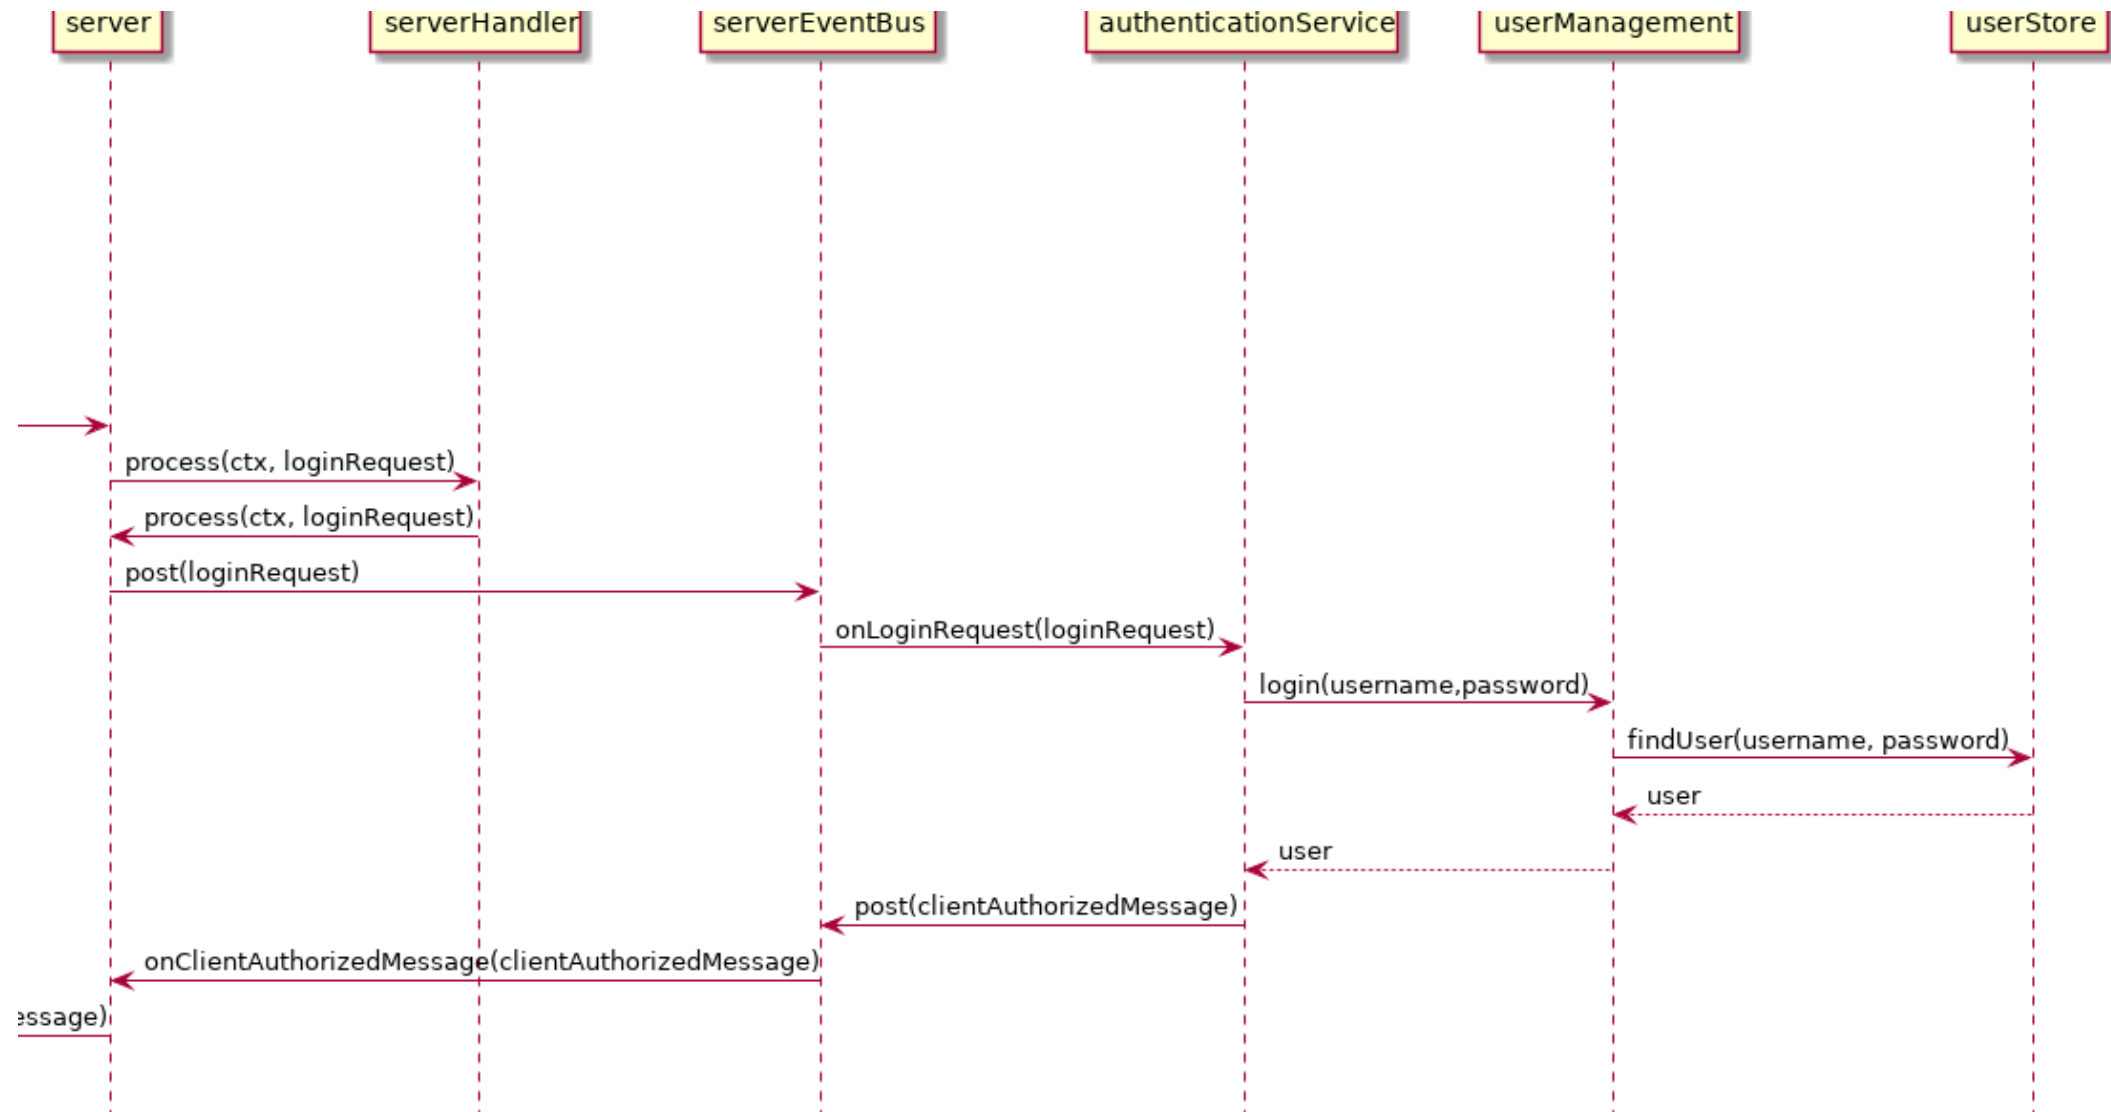 server
serverHandler
serverEventBus
authenticationService
userManagement
userStore
process(ctx, loginRequest)
process(ctx, loginRequest)
post(loginRequest)
onLoginRequest(loginRequest)
login(username,password)
findUser(username, password)
user
user
post(clientAuthorizedMessage)
onClientAuthorizedMessage(clientAuthorizedMessage)
essage)